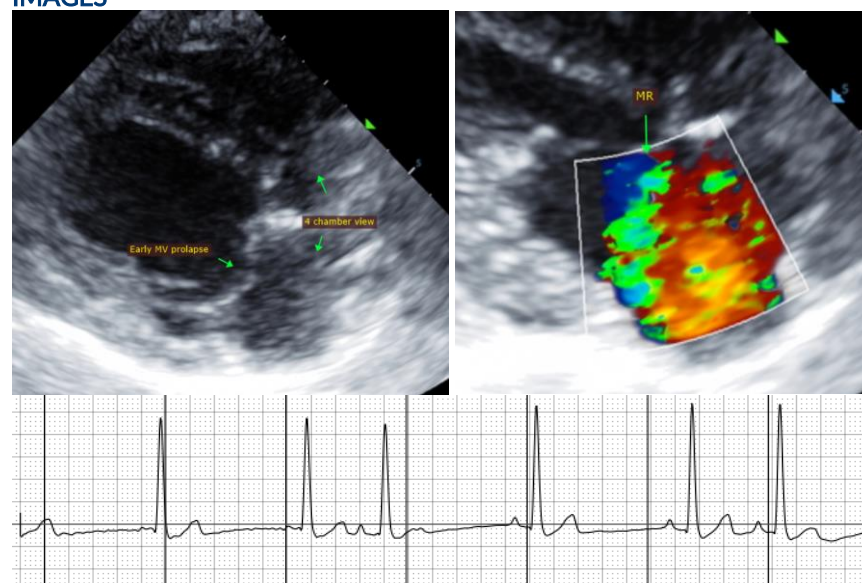 IMAGES
4 chamber view
Early MV prolapse
S
MR
S